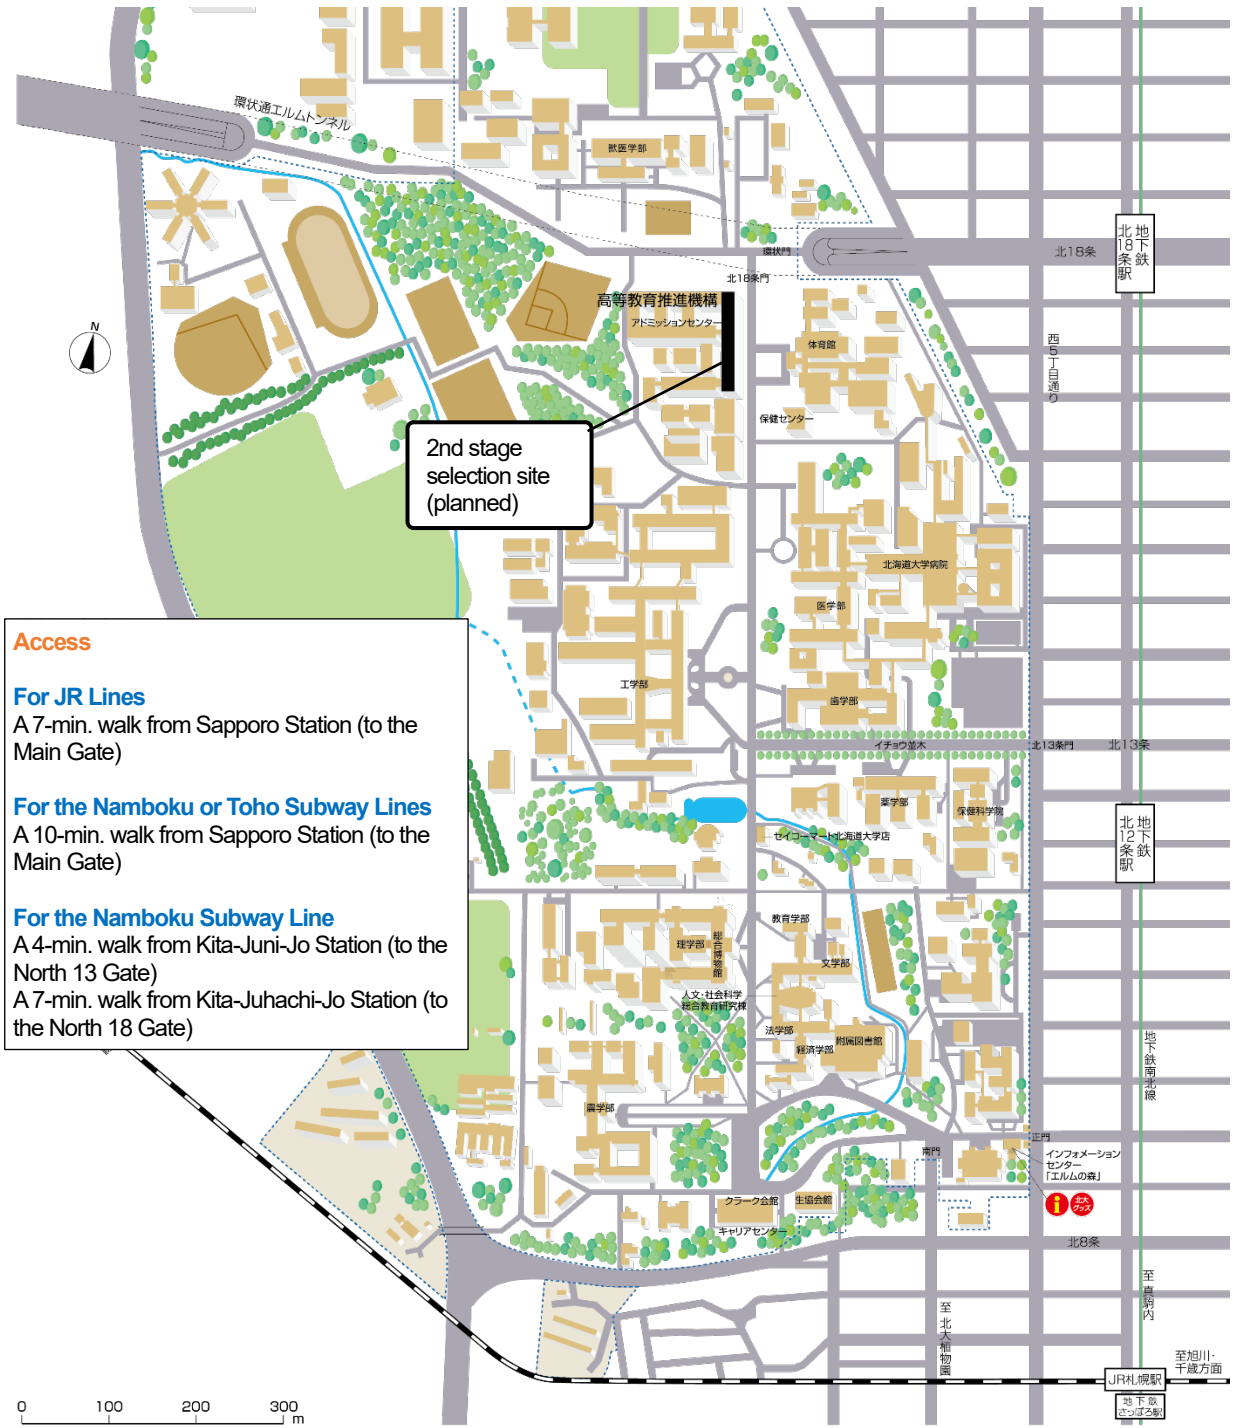 環状通エルムトンネル
獣医学部
環状門
北18条
地下鉄
北18条駅
北18条門
高等教育推進機構
アドミッションセンター
体育館
西5丁目通り
N
保健センター
2nd stage
selection site
(planned)
北海道大学病院
医学部
工学部
歯学部
イチョウ並木
北13条門
北13条
Access
For JR Lines
A 7-min. walk from Sapporo Station (to the
Main Gate)
For the Namboku or Toho Subway Lines
A 10-min. walk from Sapporo Station (to the
Main Gate)
For the Namboku Subway Line
A 4-min. walk from Kita-Juni-Jo Station (to the
North 13 Gate)
A 7-min. walk from Kita-Juhachi-Jo Station (to
the North 18 Gate)
薬学部
保健科学院
セイコーマート北海道大学店
地下鉄
北12条駅
教育学部
理学部
総合博物館
文学部
人文・社会科学
総合教育研究棟
法学部
経済学部
附属図書館
地下鉄南北線
農学部
正門
南門
インフォメーション
センター
「エルムの森」
i
北大
グッズ
クラーク会館
生協会館
キャリアセンター
北8条
至 真駒内
至 北大植物園
至旭川・
千歳方面
JR札幌駅
地下鉄
さっぽろ駅
0 100 200 300
m